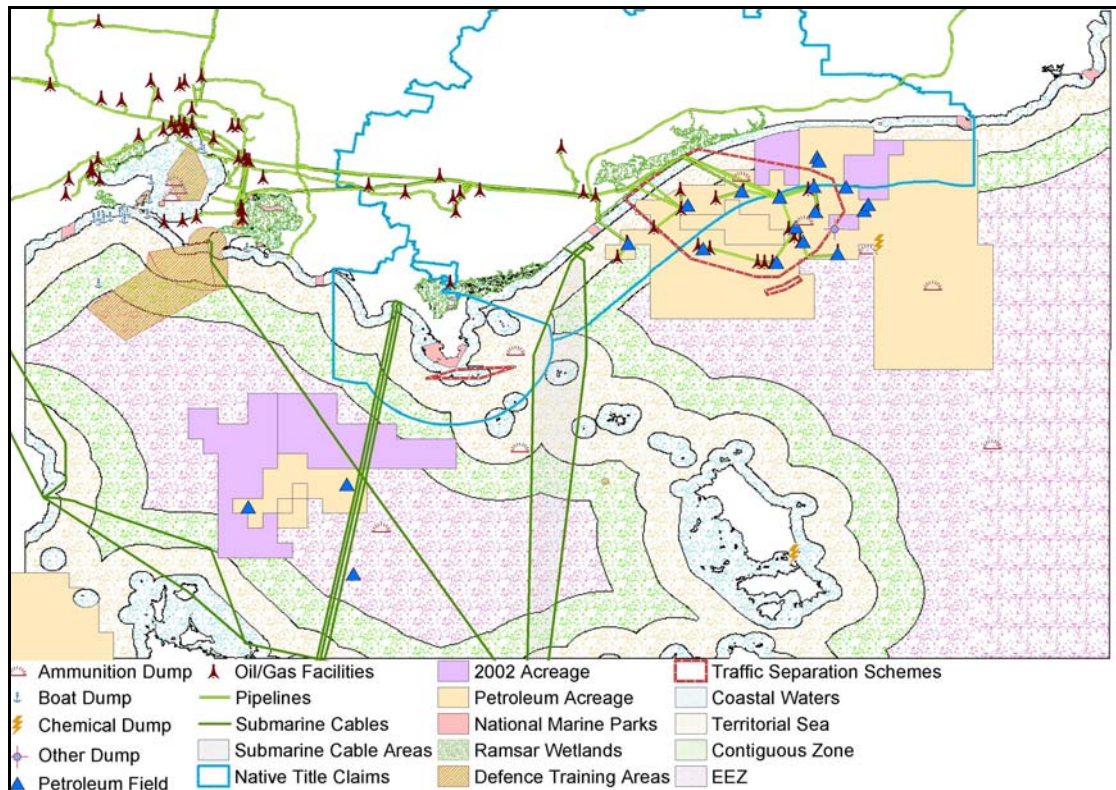 Ammunition Dump
Boat Dump
Chemical Dump
Other Dump
Petroleum Field
Oil/Gas Facilities
Pipelines
Submarine Cables
Submarine Cable Areas
Native Title Claims
2002 Acreage
Petroleum Acreage
National Marine Parks
Ramsar Wetlands
Defence Training Areas
Traffic Separation Schemes
Coastal Waters
Territorial Sea
Contiguous Zone
EEZ